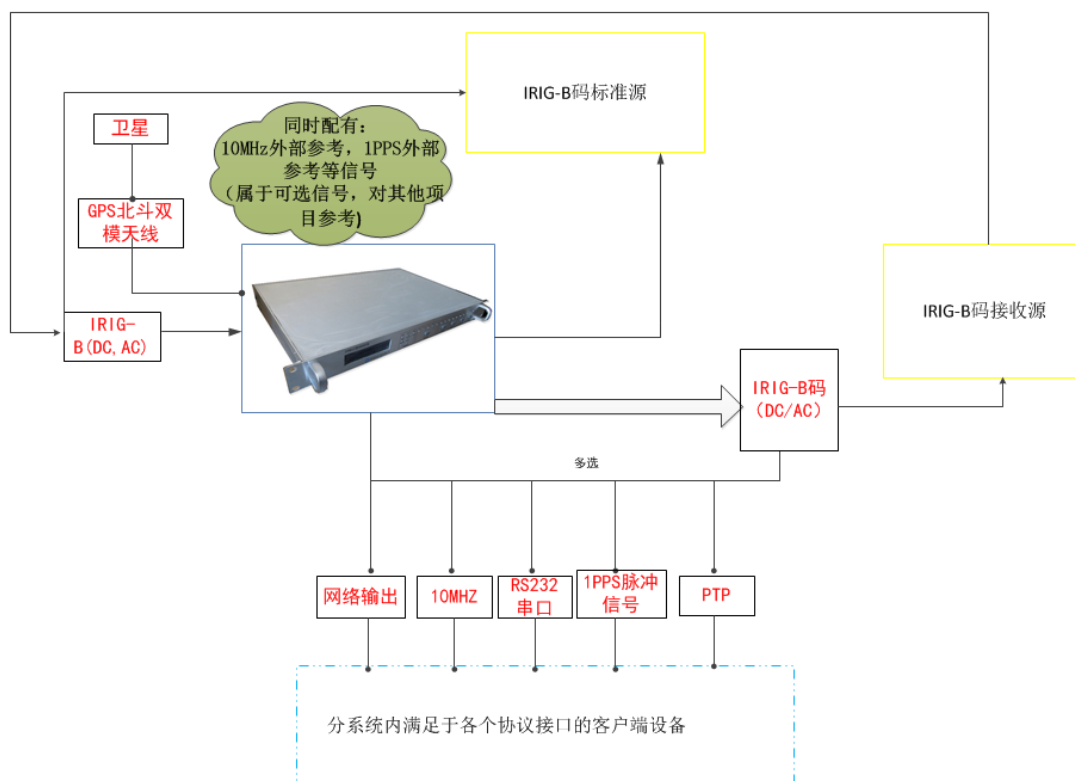 IRIG-B码标准源
卫星
同时配有:
10MHz外部参考，1PPS外部
参考等信号
（属于可选信号，对其他项
目参考)
GPS北斗双
模天线
IRIG-
B(DC,AC)
IRIG-B码接收源
IRIG-B码
（DC/AC）
多选
网络输出
10MHZ
RS232
串口
1PPS脉冲
信号
PTP
分系统内满足于各个协议接口的客户端设备